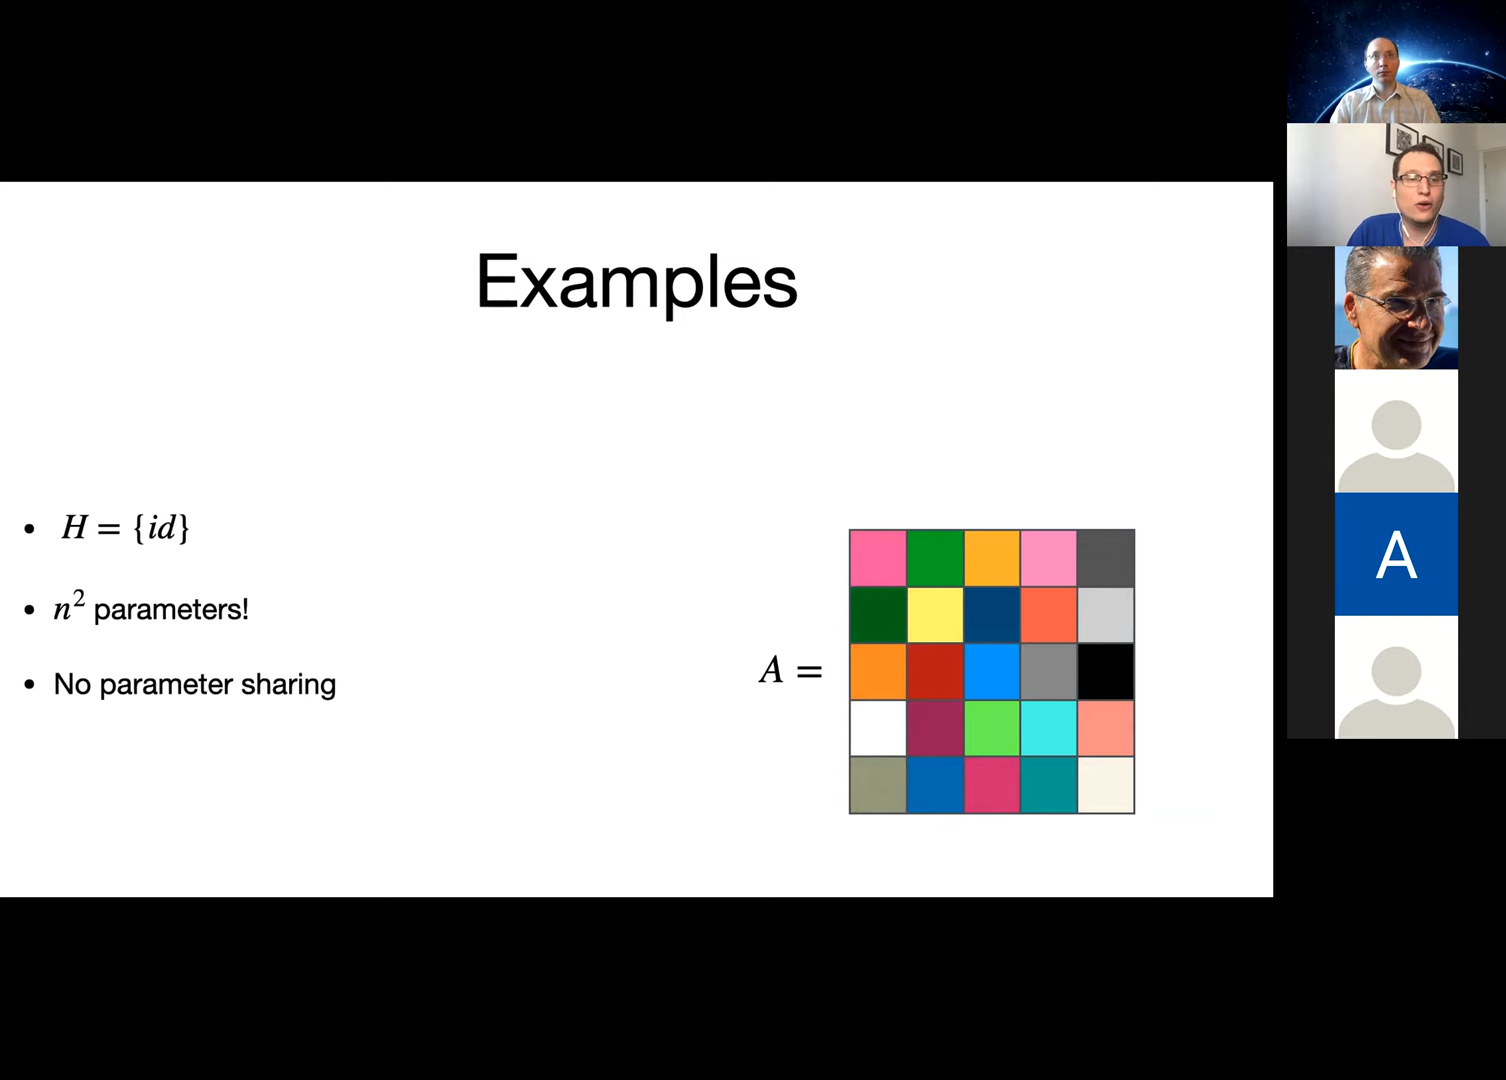 Examples
• H = {id}
• n² parameters!
• No parameter sharing
A =
A